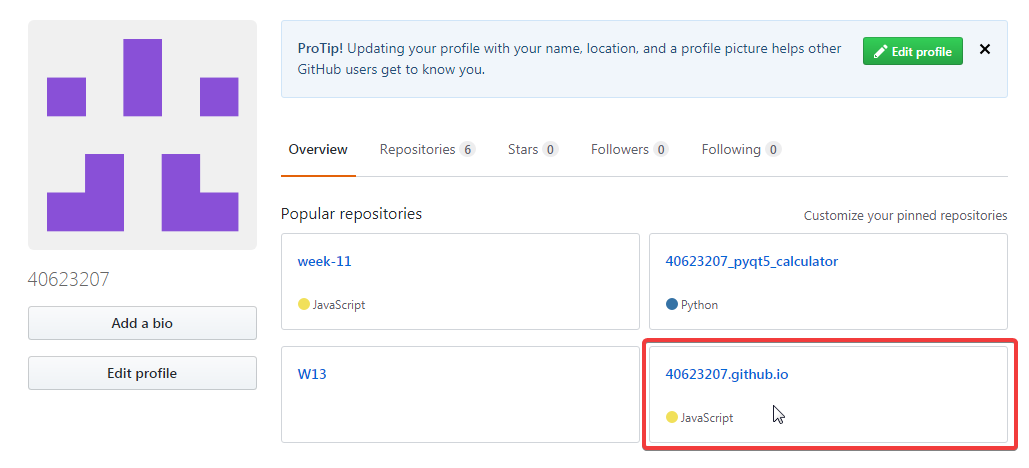 ProTip! Updating your profile with your name, location, and a profile picture helps other
GitHub users get to know you.
Edit profile
Overview Repositories 6 Stars 0 Followers 0 Following 0
Popular repositories
Customize your pinned repositories
week-11
JavaScript
40623207_pyqt5_calculator
Python
W13
40623207.github.io
JavaScript
40623207
Add a bio
Edit profile